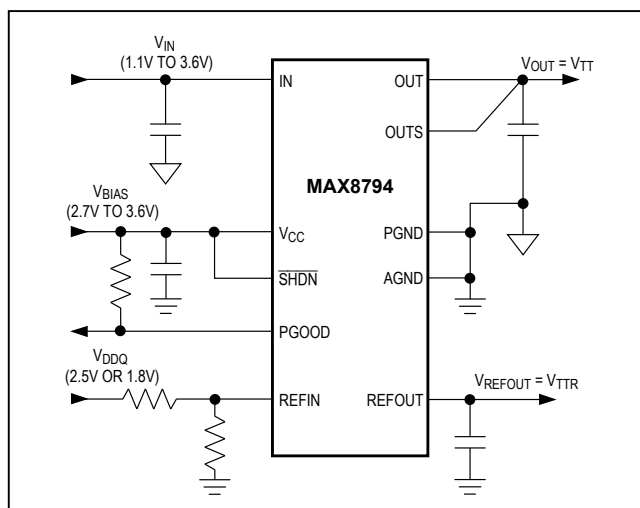 VIN
(1.1V TO 3.6V)
IN
OUT
VOUT = VTT
OUTS
MAX8794
VBIAS
(2.7V TO 3.6V)
VCC
PGND
SHDN
AGND
PGOOD
VDDQ
(2.5V OR 1.8V)
REFIN
REFOUT
VREFOUT = VTTR